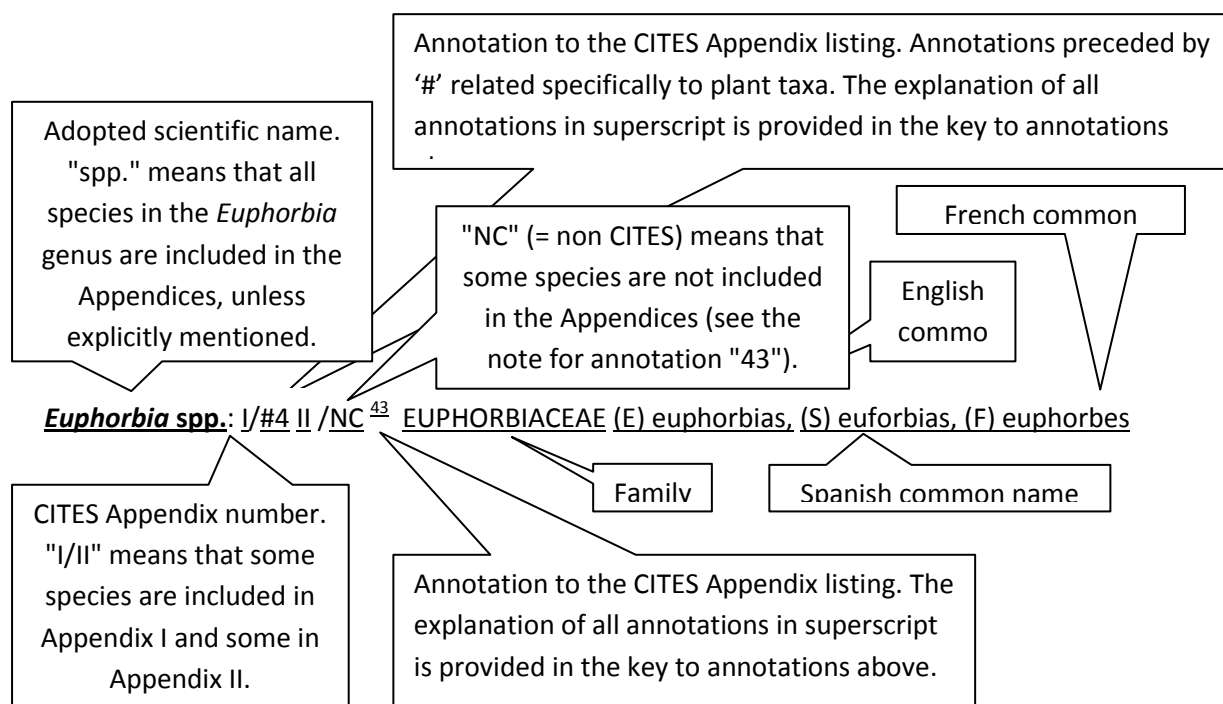 Annotation to the CITES Appendix listing. Annotations preceded by
‘#’ related specifically to plant taxa. The explanation of all
annotations in superscript is provided in the key to annotations
.
Adopted scientific name.
"spp." means that all
species in the Euphorbia
genus are included in the
Appendices, unless
explicitly mentioned.
"NC" (= non CITES) means that
some species are not included
in the Appendices (see the
note for annotation "43").
French common
English
commo
Euphorbia spp.: I/#4 II /NC 43 EUPHORBIACEAE (E) euphorbias, (S) euforbias, (F) euphorbes
CITES Appendix number.
"I/II" means that some
species are included in
Appendix I and some in
Appendix II.
Family
Spanish common name
Annotation to the CITES Appendix listing. The
explanation of all annotations in superscript
is provided in the key to annotations above.